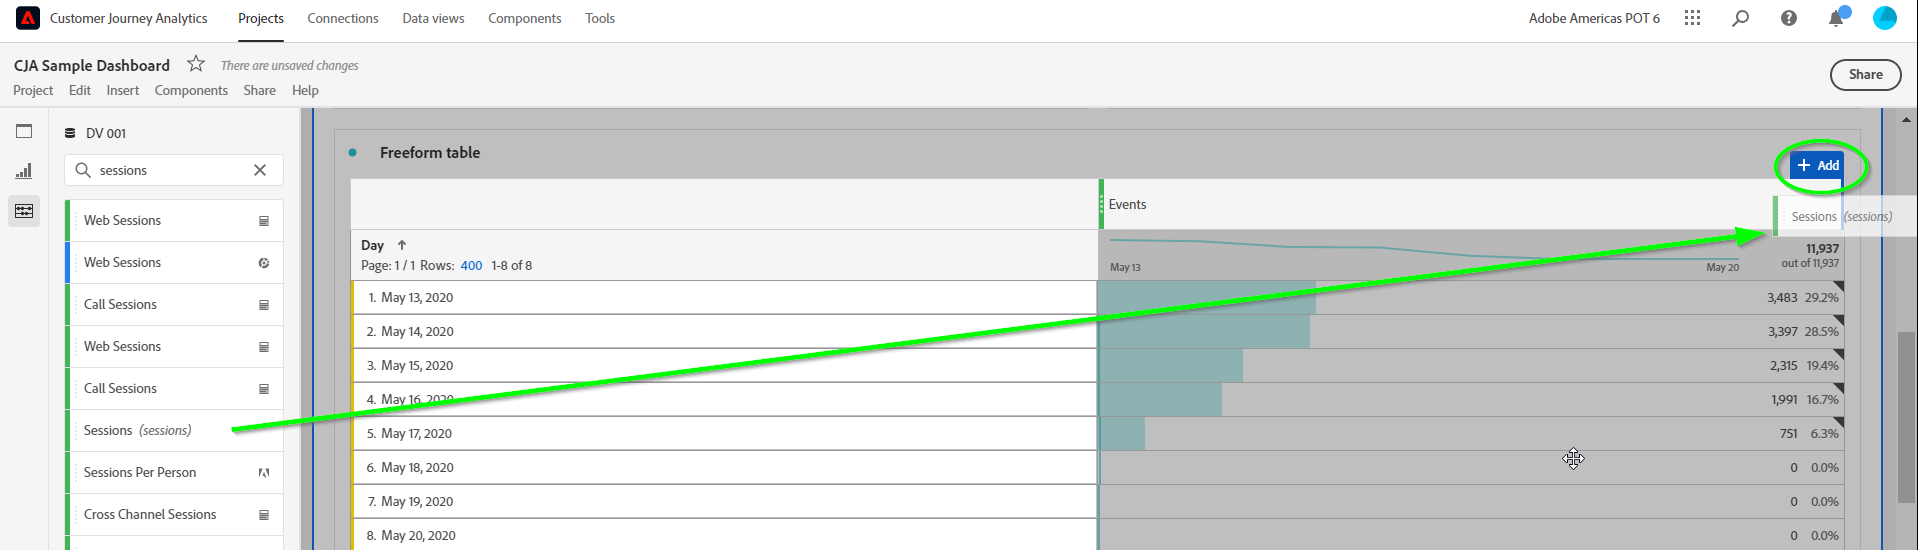 Customer Journey Analytics Projects Connections Data views Components Tools Adobe Americas POT 6
CJA Sample Dashboard There are unsaved changes
Share
Project Edit Insert Components Share Help
DV 001
sessions
Web Sessions
Web Sessions
Call Sessions
Web Sessions
Call Sessions
Sessions (sessions)
Sessions Per Person
Cross Channel Sessions
Freeform table
+ Add
Events
Sessions (sessions)
Day ↑
Page: 1 / 1 Rows: 400 1-8 of 8
May 13 May 20
11,937
out of 11,937
1. May 13, 2020 3,483 29.2%
2. May 14, 2020 3,397 28.5%
3. May 15, 2020 2,315 19.4%
4. May 16, 2020 1,991 16.7%
5. May 17, 2020 751 6.3%
6. May 18, 2020 0 0.0%
7. May 19, 2020 0 0.0%
8. May 20, 2020 0 0.0%